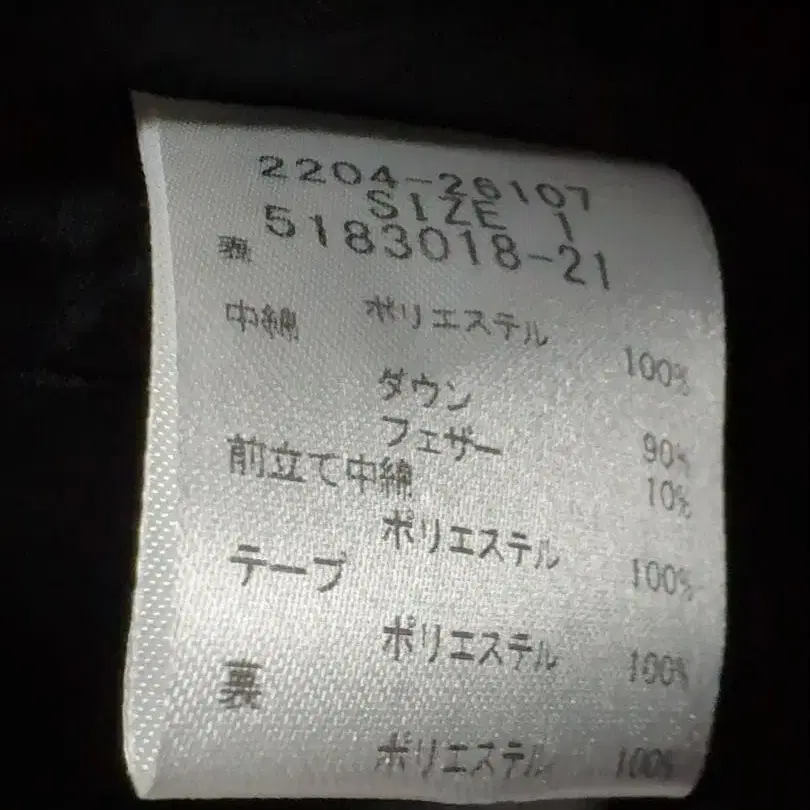 2204-28107
SIZE 1
5183018-21
表
ポリエステル 100%
中綿
ダウン 90%
フェザー 10%
前立て中綿
ポリエステル 100%
テープ
ポリエステル 100%
裏
ポリエステル 100%